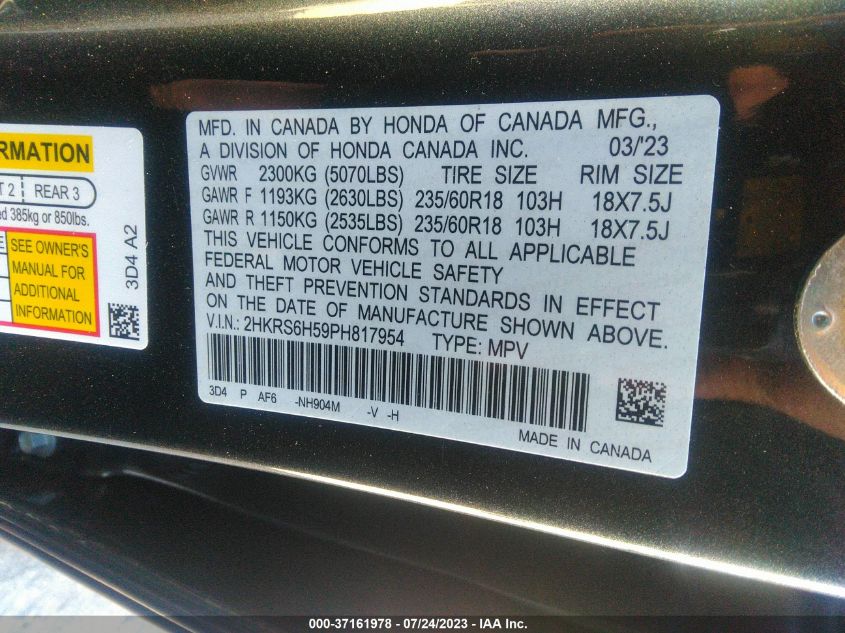 RMATION
T 2 REAR 3
ed 385kg or 850lbs.
SEE OWNER'S
MANUAL FOR
ADDITIONAL
INFORMATION
3D4 A2
MFD. IN CANADA BY HONDA OF CANADA MFG.,
A DIVISION OF HONDA CANADA INC. 03/'23
GVWR 2300KG (5070LBS) TIRE SIZE RIM SIZE
GAWR F 1193KG (2630LBS) 235/60R18 103H 18X7.5J
GAWR R 1150KG (2535LBS) 235/60R18 103H 18X7.5J
THIS VEHICLE CONFORMS TO ALL APPLICABLE
FEDERAL MOTOR VEHICLE SAFETY
AND THEFT PREVENTION STANDARDS IN EFFECT
ON THE DATE OF MANUFACTURE SHOWN ABOVE.
V.I.N.: 2HKRS6H59PH817954 TYPE: MPV
3D4 P AF6 -NH904M -V -H
MADE IN CANADA
000-37161978 - 07/24/2023 - IAA Inc.